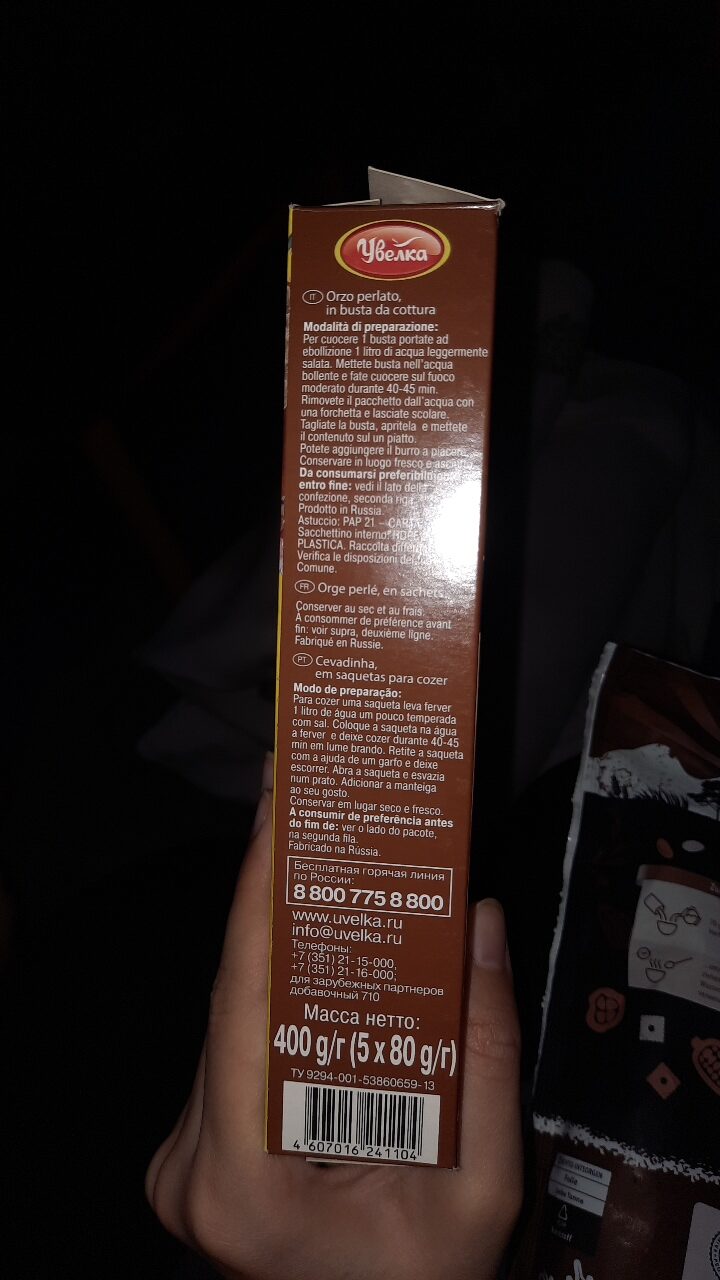 Увелка
IT Orzo perlato,
in busta da cottura
Modalità di preparazione:
Per cuocere 1 busta portate ad
ebollizione 1 litro di acqua leggermente
salata. Mettete busta nell'acqua
bollente e fate cuocere sul fuoco
moderato durante 40-45 min.
Rimovete il pacchetto dall'acqua con
una forchetta e lasciate scolare.
Tagliate la busta, apritela e mettete
il contenuto sul un piatto.
Potete aggiungere il burro a piacere.
Conservare in luogo fresco e
Da consumarsi
entro fine: vedi il lato della
confezione, seconda riga.
Prodotto in Russia.
Astuccio: PAP 21 –
Sacchettino interno:
PLASTICA. Raccolta
Verifica le disposizioni del
Comune.
FR Orge perlé, en sachets
Conserver au sec et au frais.
À consommer de préférence avant
fin: voir supra, deuxième ligne.
Fabriqué en Russie.
PT Cevadinha,
em saquetas para cozer
Modo de preparação:
Para cozer uma saqueta leva ferver
1 litro de água um pouco temperada
com sal. Coloque a saqueta na água
a ferver e deixe cozer durante 40-45
min em lume brando. Retite a saqueta
com a ajuda de um garfo e deixe
escorrer. Abra a saqueta e esvazia
num prato. Adicionar a manteiga
ao seu gosto.
Conservar em lugar seco e fresco.
A consumir de preferência antes
do fim de: ver o lado do pacote,
na segunda fila.
Fabricado na Rússia.
Бесплатная горячая линия
по России:
8 800 775 8 800
www.uvelka.ru
info@uvelka.ru
Телефоны:
+7 (351) 21-15-000,
+7 (351) 21-16-000;
для зарубежных партнеров
добавочный 710
Масса нетто:
400 g/г (5 x 80 g/г)
ТУ 9294-001-53860659-13
4 607016 241104